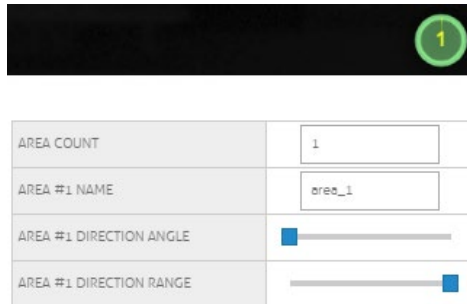 1
AREA COUNT
1
AREA #1 NAME
area_1
AREA #1 DIRECTION ANGLE
AREA #1 DIRECTION RANGE